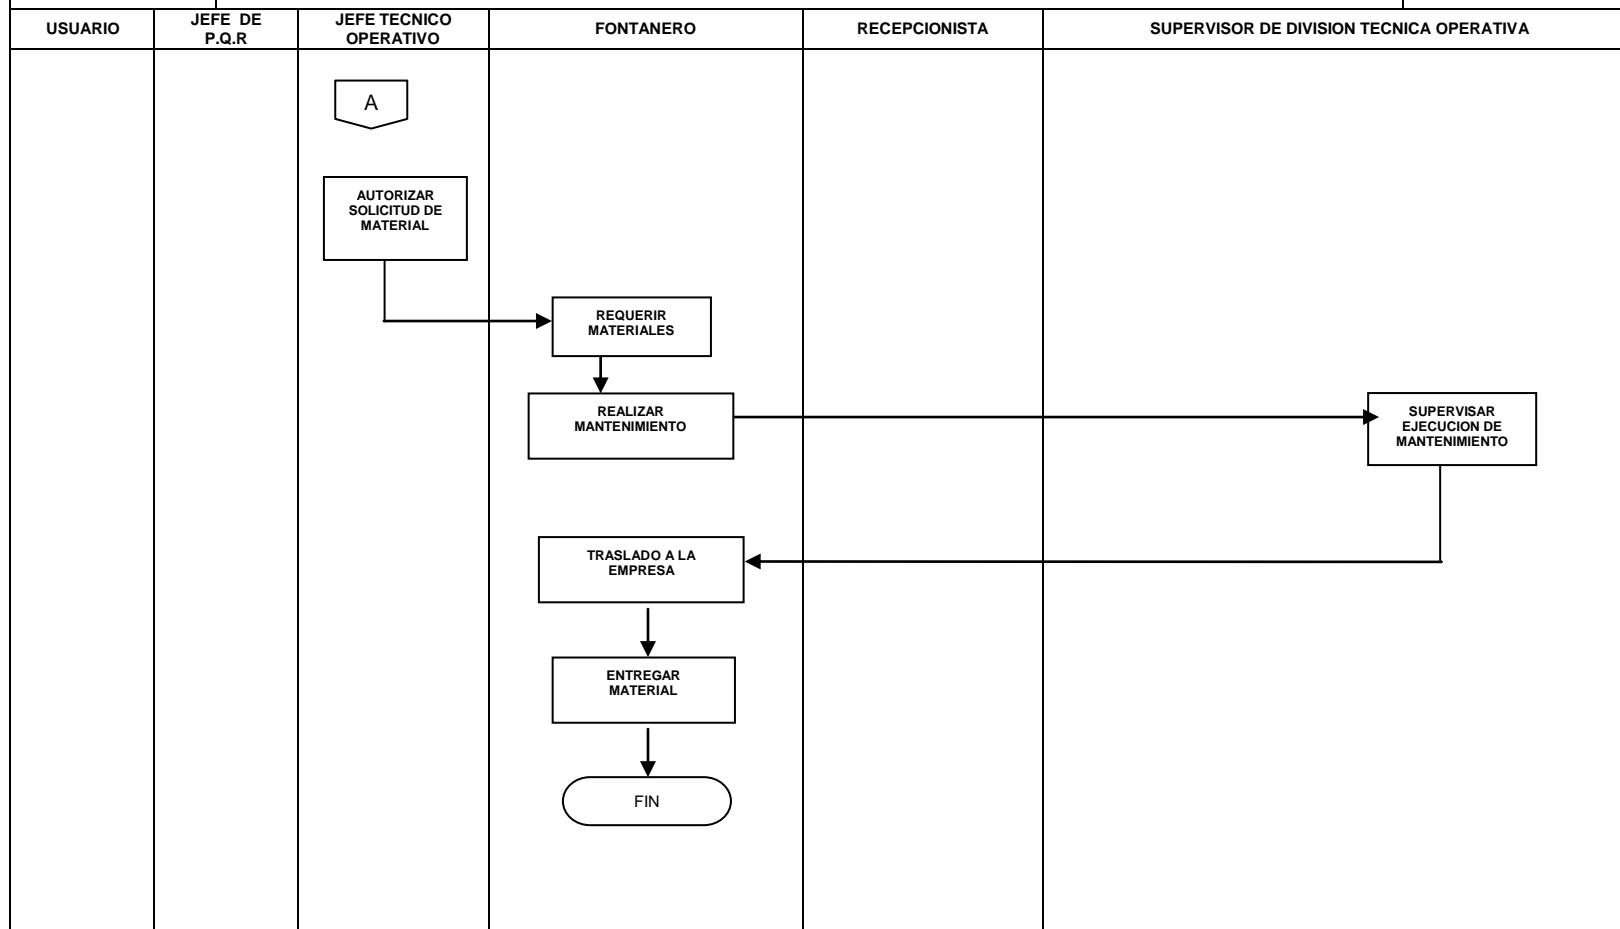 USUARIO
JEFE DE
P.Q.R
JEFE TECNICO
OPERATIVO
FONTANERO
RECEPCIONISTA
SUPERVISOR DE DIVISION TECNICA OPERATIVA
A
AUTORIZAR
SOLICITUD DE
MATERIAL
REQUERIR
MATERIALES
REALIZAR
MANTENIMIENTO
SUPERVISAR
EJECUCION DE
MANTENIMIENTO
TRASLADO A LA
EMPRESA
ENTREGAR
MATERIAL
FIN